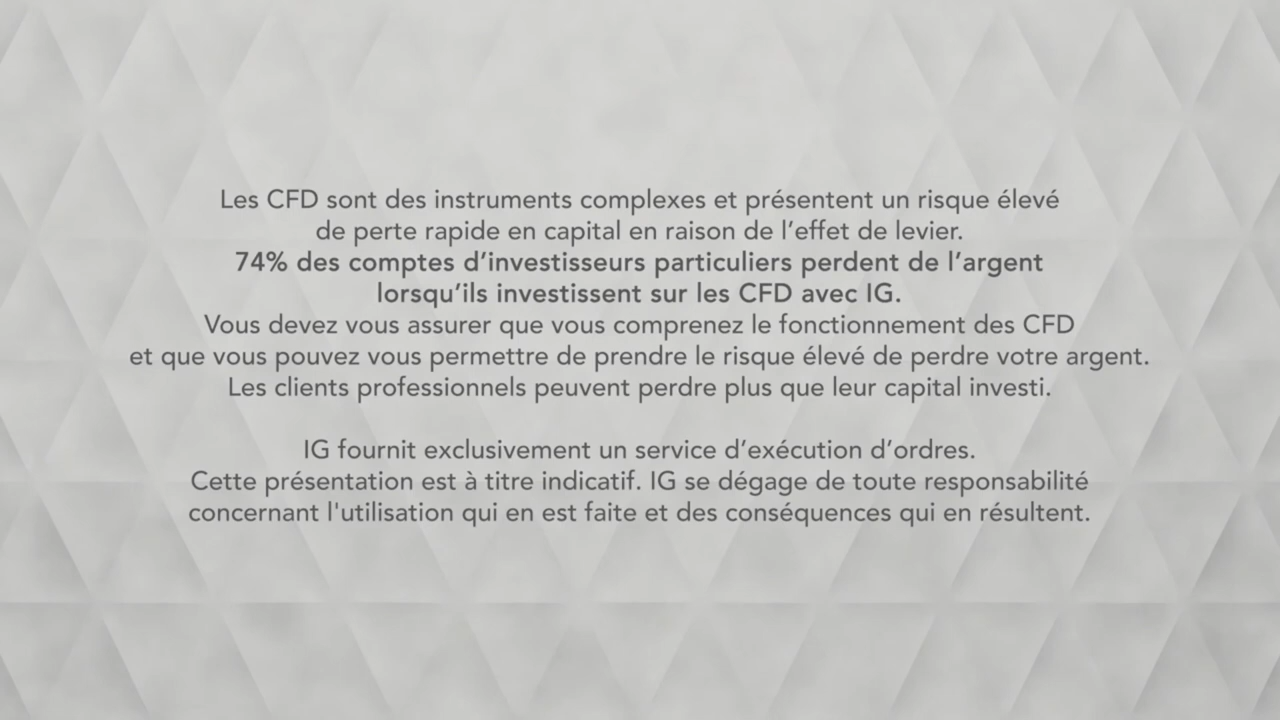 Les CFD sont des instruments complexes et présentent un risque élevé
de perte rapide en capital en raison de l’effet de levier.
74% des comptes d’investisseurs particuliers perdent de l’argent
lorsqu’ils investissent sur les CFD avec IG.
Vous devez vous assurer que vous comprenez le fonctionnement des CFD
et que vous pouvez vous permettre de prendre le risque élevé de perdre votre argent.
Les clients professionnels peuvent perdre plus que leur capital investi.
IG fournit exclusivement un service d’exécution d’ordres.
Cette présentation est à titre indicatif. IG se dégage de toute responsabilité
concernant l'utilisation qui en est faite et des conséquences qui en résultent.